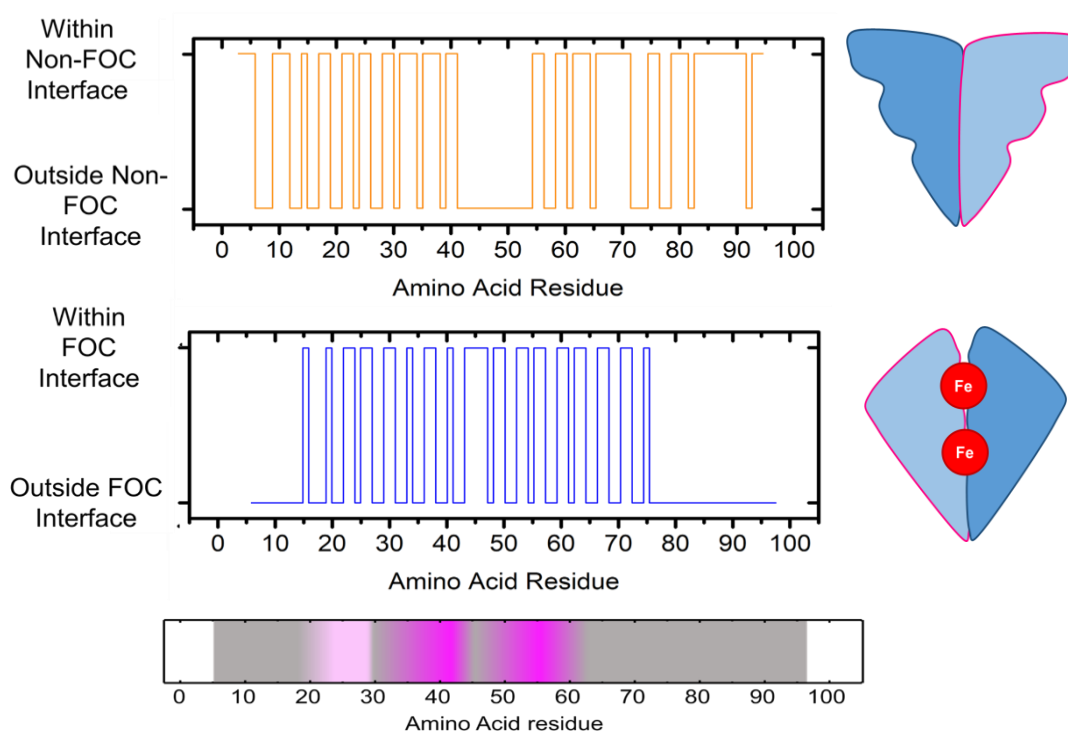 Within
Non-FOC
Interface
Outside Non-
FOC
Interface
0 10 20 30 40 50 60 70 80 90 100
Amino Acid Residue
Within
FOC
Interface
Fe
Fe
Outside FOC
Interface
0 10 20 30 40 50 60 70 80 90 100
Amino Acid Residue
0 10 20 30 40 50 60 70 80 90 100
Amino Acid residue